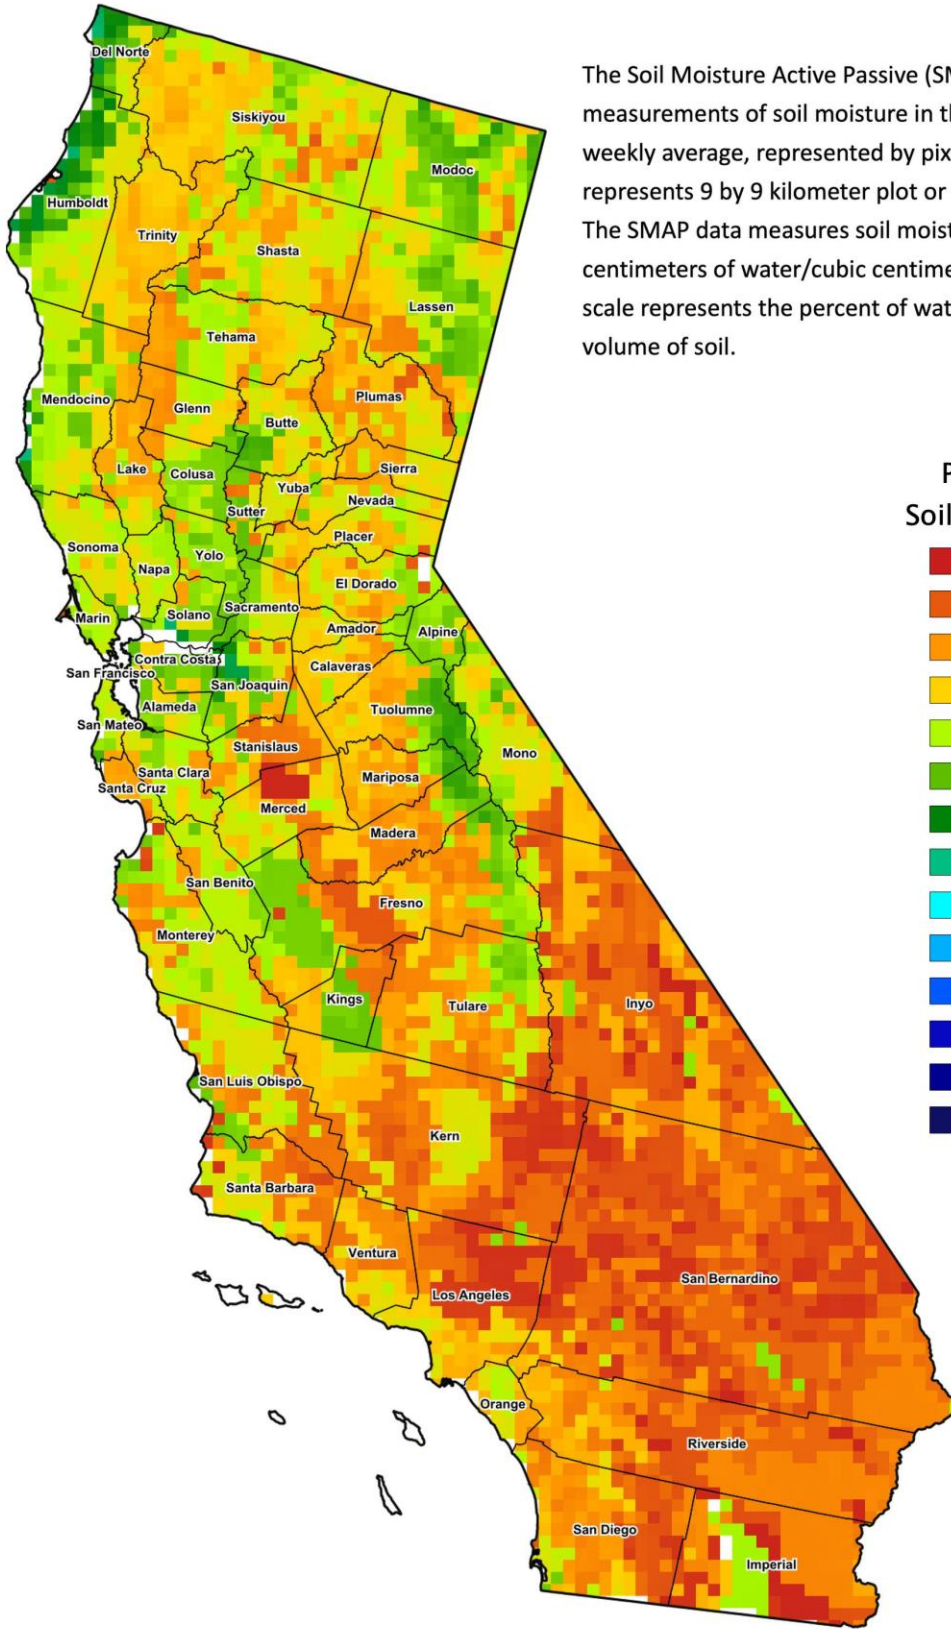 The Soil Moisture Active Passive (SM
measurements of soil moisture in th
weekly average, represented by pix
represents 9 by 9 kilometer plot or
The SMAP data measures soil moist
centimeters of water/cubic centime
scale represents the percent of wat
volume of soil.
P
Soil
Del Norte
Siskiyou
Modoc
Humboldt
Trinity
Shasta
Lassen
Tehama
Mendocino
Glenn
Butte
Plumas
Lake
Colusa
Sierra
Yuba
Nevada
Sutter
Placer
Sonoma
Napa
Yolo
El Dorado
Marin
Solano
Sacramento
Amador
Alpine
Contra Costa
Calaveras
San Francisco
San Joaquin
Alameda
Tuolumne
San Mateo
Stanislaus
Mono
Santa Clara
Mariposa
Santa Cruz
Merced
Madera
San Benito
Fresno
Monterey
Kings
Tulare
Inyo
San Luis Obispo
Kern
Santa Barbara
Ventura
San Bernardino
Los Angeles
Orange
Riverside
San Diego
Imperial